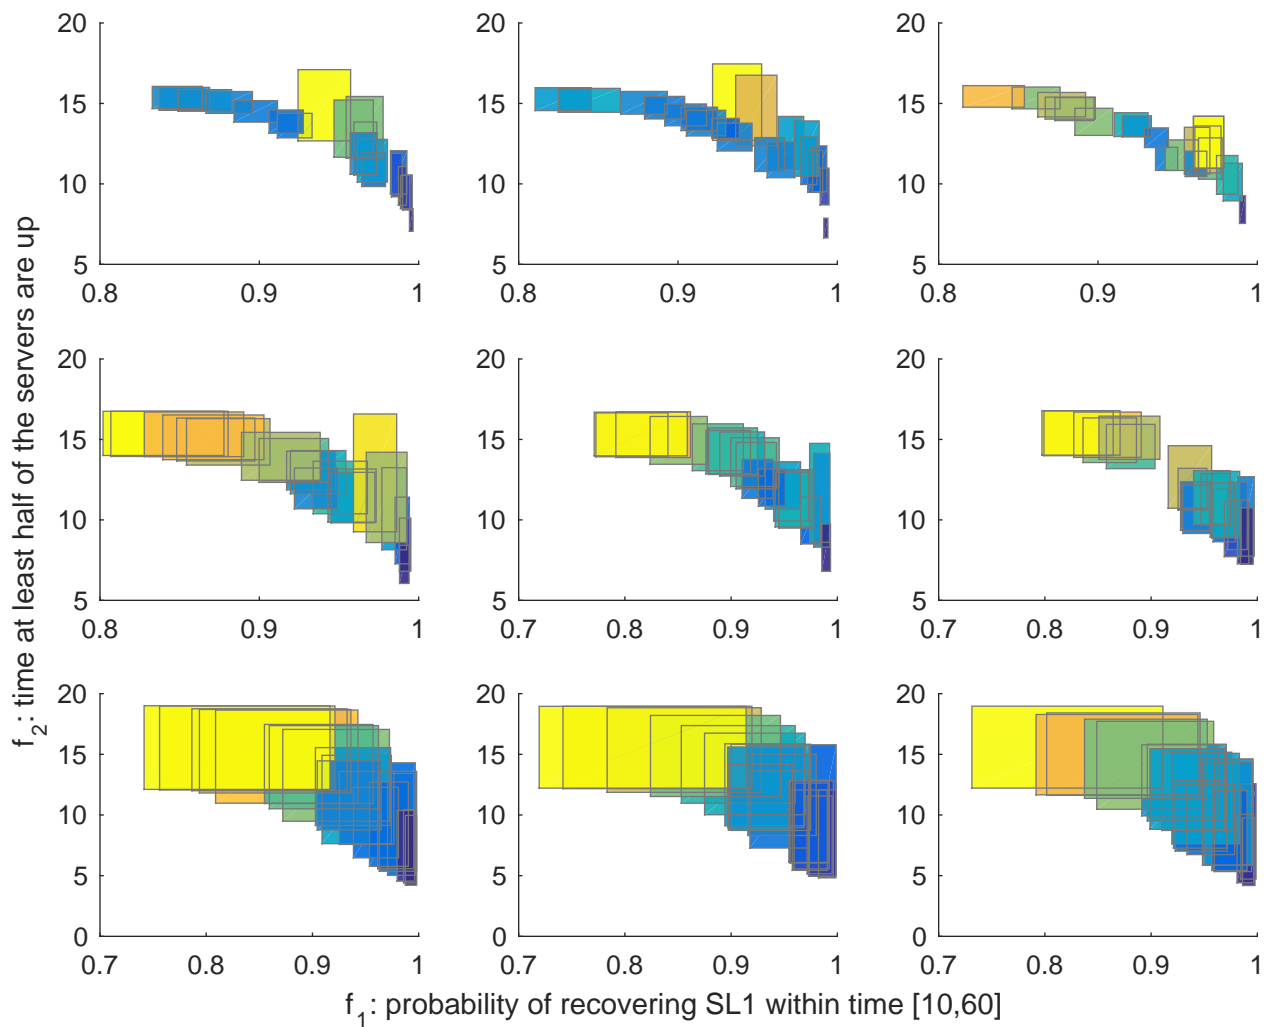 20 20 20
15 15 15
10 10 10
5 5 5
0.8 0.9 1 0.8 0.9 1 0.9 1
20 20 20
15 15 15
10 10 10
5 5 5
0.8 0.9 1 0.7 0.8 0.9 1 0.7 0.8 0.9 1
20 20 20
15 15 15
10 10 10
5 5 5
0 0 0
0.7 0.8 0.9 1 0.7 0.8 0.9 1 0.7 0.8 0.9 1
f2: time at least half of the servers are up
f1: probability of recovering SL1 within time [10,60]